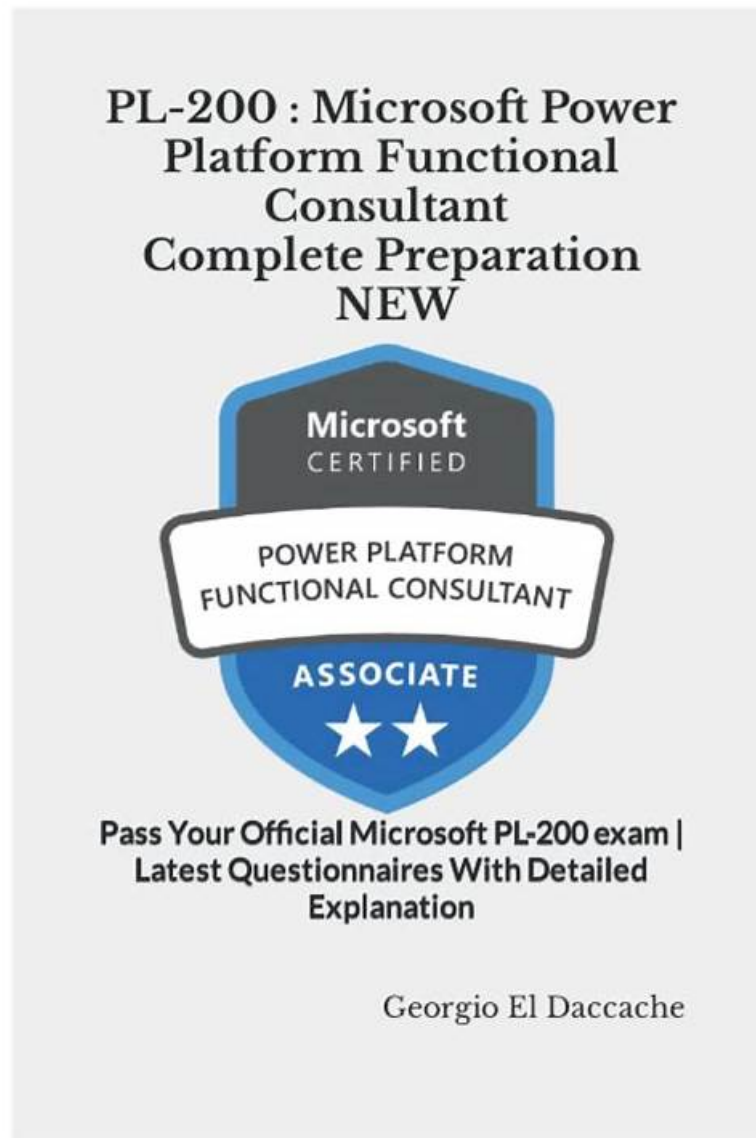 PL-200 : Microsoft Power
Platform Functional
Consultant
Complete Preparation
NEW
Microsoft
CERTIFIED
POWER PLATFORM
FUNCTIONAL CONSULTANT
ASSOCIATE
Pass Your Official Microsoft PL-200 exam |
Latest Questionnaires With Detailed
Explanation
Georgio El Daccache